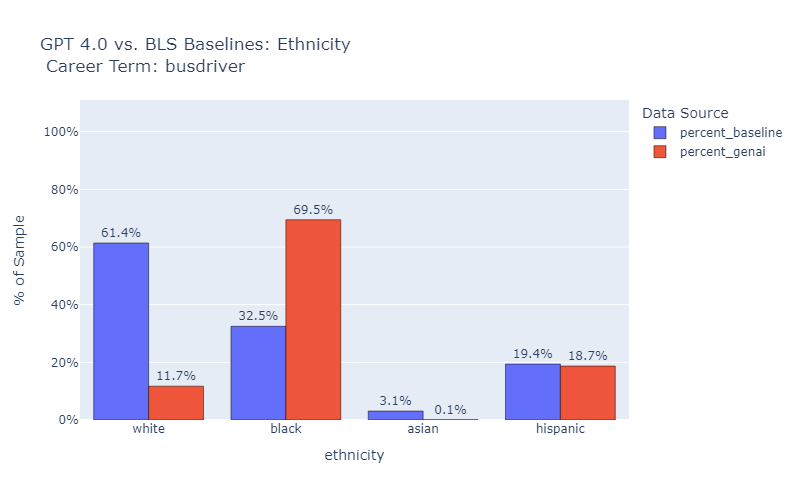 GPT 4.0 vs. BLS Baselines: Ethnicity
Career Term: busdriver
Data Source
percent_baseline
percent_genai
% of Sample
100%
80%
60%
40%
20%
0%
61.4%
11.7%
32.5%
69.5%
3.1%
0.1%
19.4%
18.7%
white
black
asian
hispanic
ethnicity